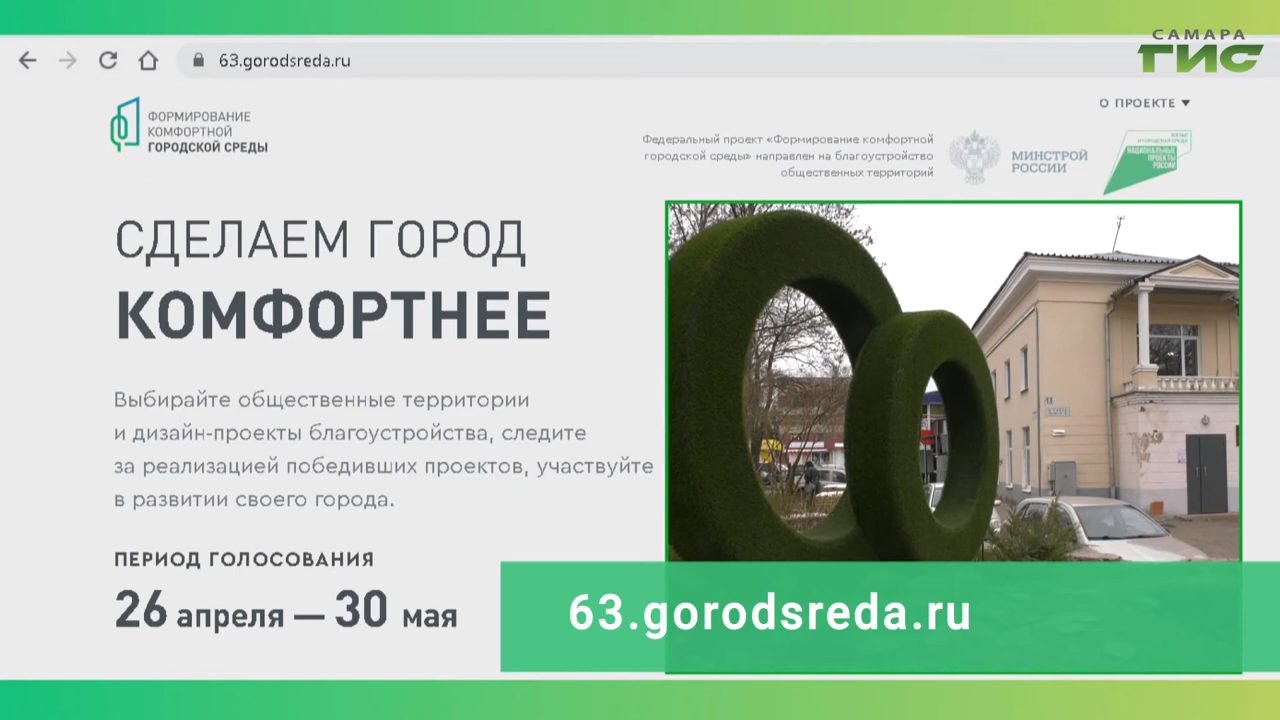 САМАРА
ГИС
63.gorodsreda.ru
О ПРОЕКТЕ
ФОРМИРОВАНИЕ
КОМФОРТНОЙ
ГОРОДСКОЙ СРЕДЫ
Федеральный проект «Формирование комфортной
городской среды» направлен на благоустройство
общественных территорий
МИНСТРОЙ
РОССИИ
НАЦИОНАЛЬНЫЕ
ПРОЕКТЫ
РОССИИ
СДЕЛАЕМ ГОРОД
КОМФОРТНЕЕ
Выбирайте общественные территории
и дизайн-проекты благоустройства, следите
за реализацией победивших проектов, участвуйте
в развитии своего города.
ПЕРИОД ГОЛОСОВАНИЯ
26 апреля — 30 мая
63.gorodsreda.ru